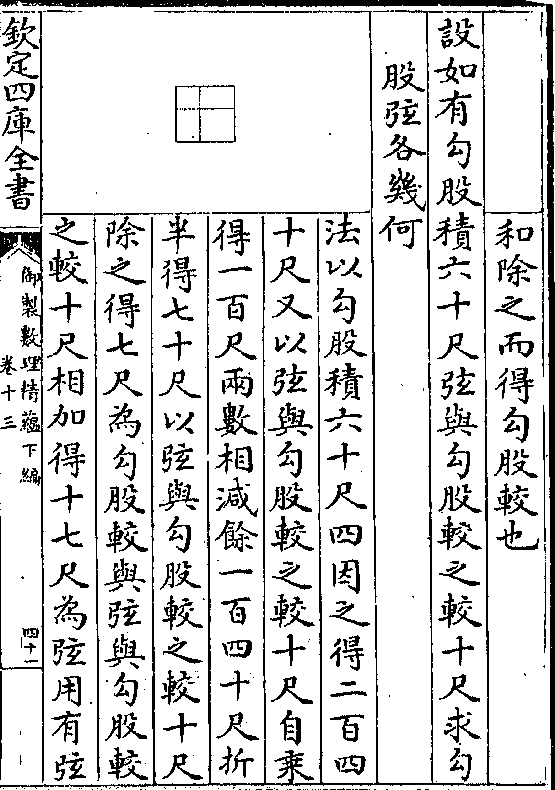 和除之而得勾股較也
設如有勾股積六十尺弦與勾股較之較十尺求勾
股弦各幾何
法以勾股積六十尺四因之得二百四
十尺又以弦與勾股較之較十尺自乗
得一百尺兩數相減餘一百四十尺折
半得七十尺以弦與勾股較之較十尺
除之得七尺為勾股較與弦與勾股較
之較十尺相加得十七尺為弦用有弦
欽定四庫全書
御製數理精蘊下編
卷十三
四十一